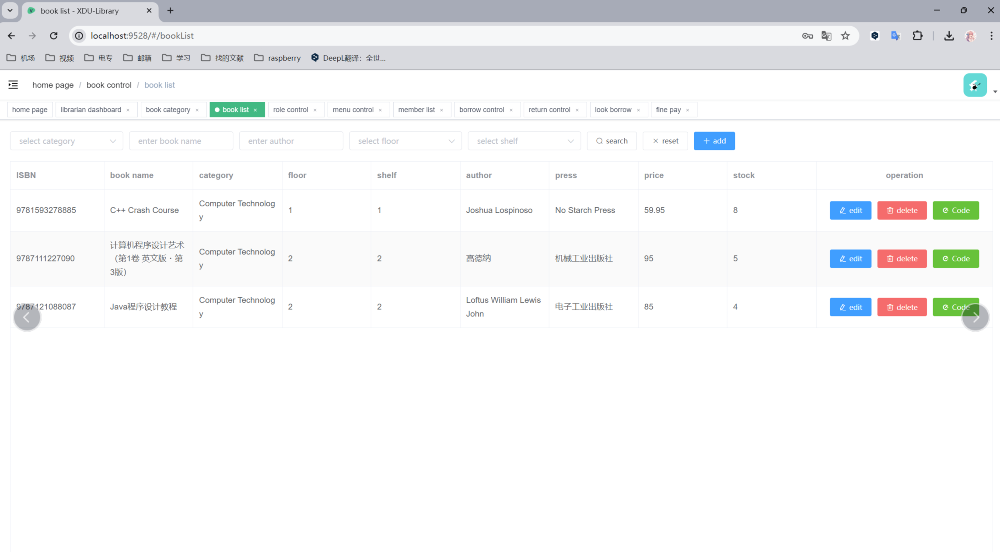 book list - XDU-Library
localhost:9528/#/bookList
机场 视频 电专 邮箱 学习 找的文献 raspberry DeepL翻译：全世...
home page / book control / book list
home page librarian dashboard × book category × book list × role control × menu control × member list × borrow control × return control × look borrow × fine pay ×
select category enter book name enter author select floor select shelf search reset + add
ISBN book name category floor shelf author press price stock operation
9781593278885 C++ Crash Course Computer Technolog 1 1 Joshua Lospinoso No Starch Press 59.95 8 edit delete Code
y
计算机程序设计艺术
9787111227090 （第1卷 英文版・第 Computer Technolog 2 2 高德纳 机械工业出版社 95 5 edit delete Code
3版） y
9787121088087 Java程序设计教程 Computer Technolog 2 2 Loftus William Lewis 电子工业出版社 85 4 edit delete Code
y John